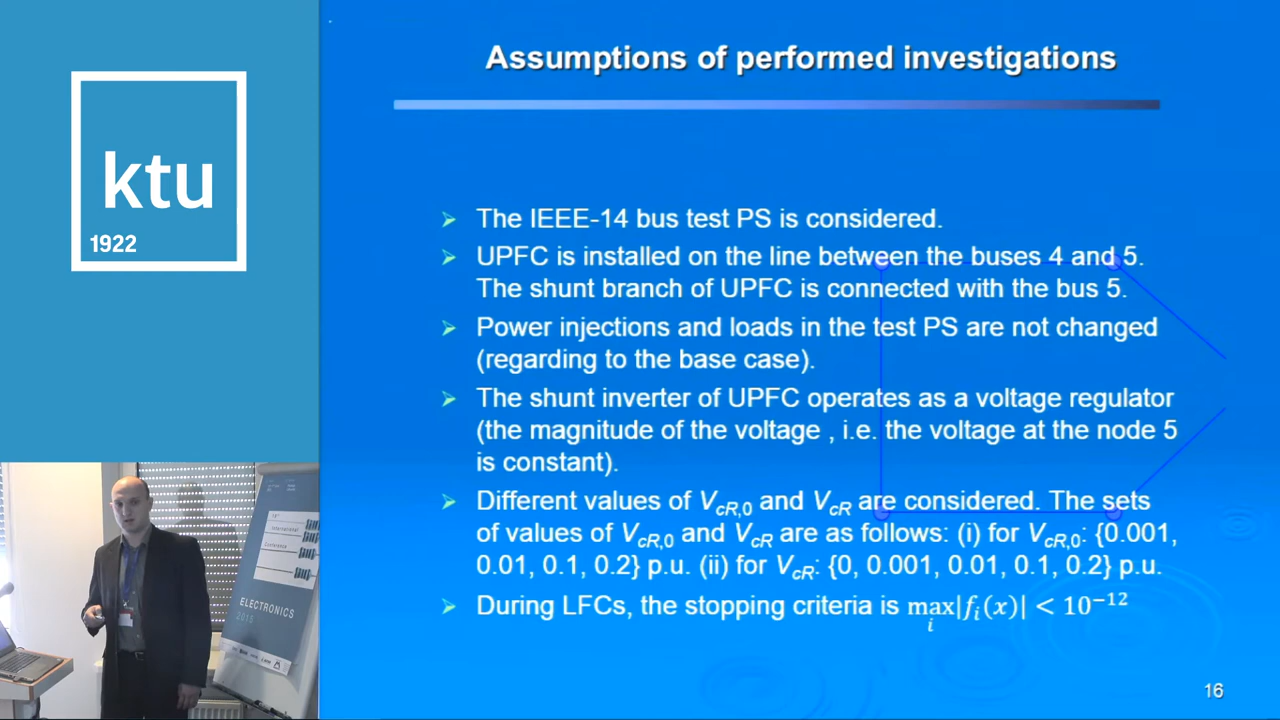 ktu
1922
Assumptions of performed investigations
➢ The IEEE-14 bus test PS is considered.
➢ UPFC is installed on the line between the buses 4 and 5.
The shunt branch of UPFC is connected with the bus 5.
➢ Power injections and loads in the test PS are not changed
(regarding to the base case).
➢ The shunt inverter of UPFC operates as a voltage regulator
(the magnitude of the voltage , i.e. the voltage at the node 5
is constant).
➢ Different values of V_cR,0 and V_cR are considered. The sets
of values of V_cR,0 and V_cR are as follows: (i) for V_cR,0: {0.001,
0.01, 0.1, 0.2} p.u. (ii) for V_cR: {0, 0.001, 0.01, 0.1, 0.2} p.u.
➢ During LFCs, the stopping criteria is max_i|f_i(x)| < 10^−12
16
International
Conference
ELECTRONICS
2015